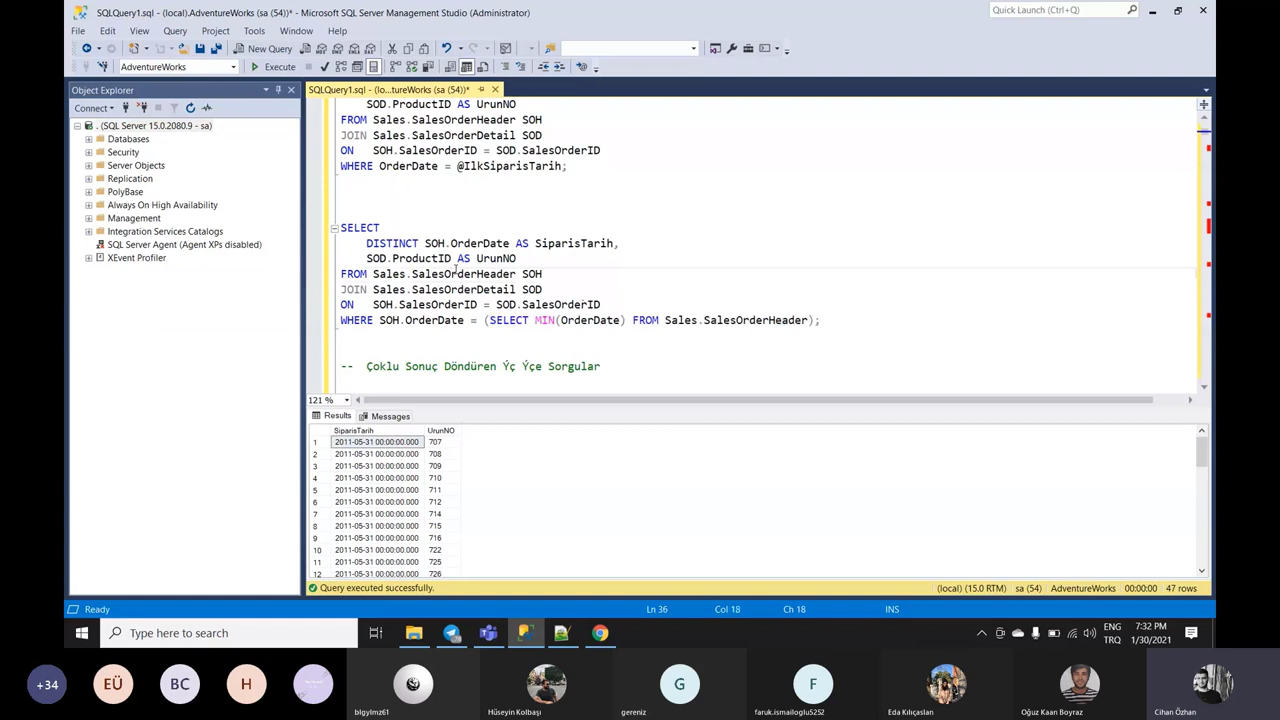 SQLQuery1.sql - (local).AdventureWorks (sa (54))* - Microsoft SQL Server Management Studio (Administrator)
Quick Launch (Ctrl+Q)
File Edit View Query Project Tools Window Help
New Query
AdventureWorks
Execute
Object Explorer
SQLQuery1.sql - (lo...tureWorks (sa (54))*
Connect
. (SQL Server 15.0.2080.9 - sa)
Databases
Security
Server Objects
Replication
PolyBase
Always On High Availability
Management
Integration Services Catalogs
SQL Server Agent (Agent XPs disabled)
XEvent Profiler
SOD.ProductID AS UrunNO
FROM Sales.SalesOrderHeader SOH
JOIN Sales.SalesOrderDetail SOD
ON SOH.SalesOrderID = SOD.SalesOrderID
WHERE OrderDate = @IlkSiparisTarih;
SELECT
DISTINCT SOH.OrderDate AS SiparisTarih,
SOD.ProductID AS UrunNO
FROM Sales.SalesOrderHeader SOH
JOIN Sales.SalesOrderDetail SOD
ON SOH.SalesOrderID = SOD.SalesOrderID
WHERE SOH.OrderDate = (SELECT MIN(OrderDate) FROM Sales.SalesOrderHeader);
-- Çoklu Sonuç Döndüren Ýç Ýçe Sorgular
121 %
Results Messages
SiparisTarih UrunNO
1 2011-05-31 00:00:00.000 707
2 2011-05-31 00:00:00.000 708
3 2011-05-31 00:00:00.000 709
4 2011-05-31 00:00:00.000 710
5 2011-05-31 00:00:00.000 711
6 2011-05-31 00:00:00.000 712
7 2011-05-31 00:00:00.000 714
8 2011-05-31 00:00:00.000 715
9 2011-05-31 00:00:00.000 716
10 2011-05-31 00:00:00.000 722
11 2011-05-31 00:00:00.000 725
12 2011-05-31 00:00:00.000 726
Query executed successfully.
(local) (15.0 RTM) sa (54) AdventureWorks 00:00:00 47 rows
Ready
Ln 36 Col 18 Ch 18 INS
Type here to search
ENG
TRQ
7:32 PM
1/30/2021
+34
EÜ
BC
H
G
F
blgylmz61
Hüseyin Kolbaşı
gereniz
faruk.ismailoglu5252
Eda Kılıçaslan
Oğuz Kaan Boyraz
Cihan Özhan